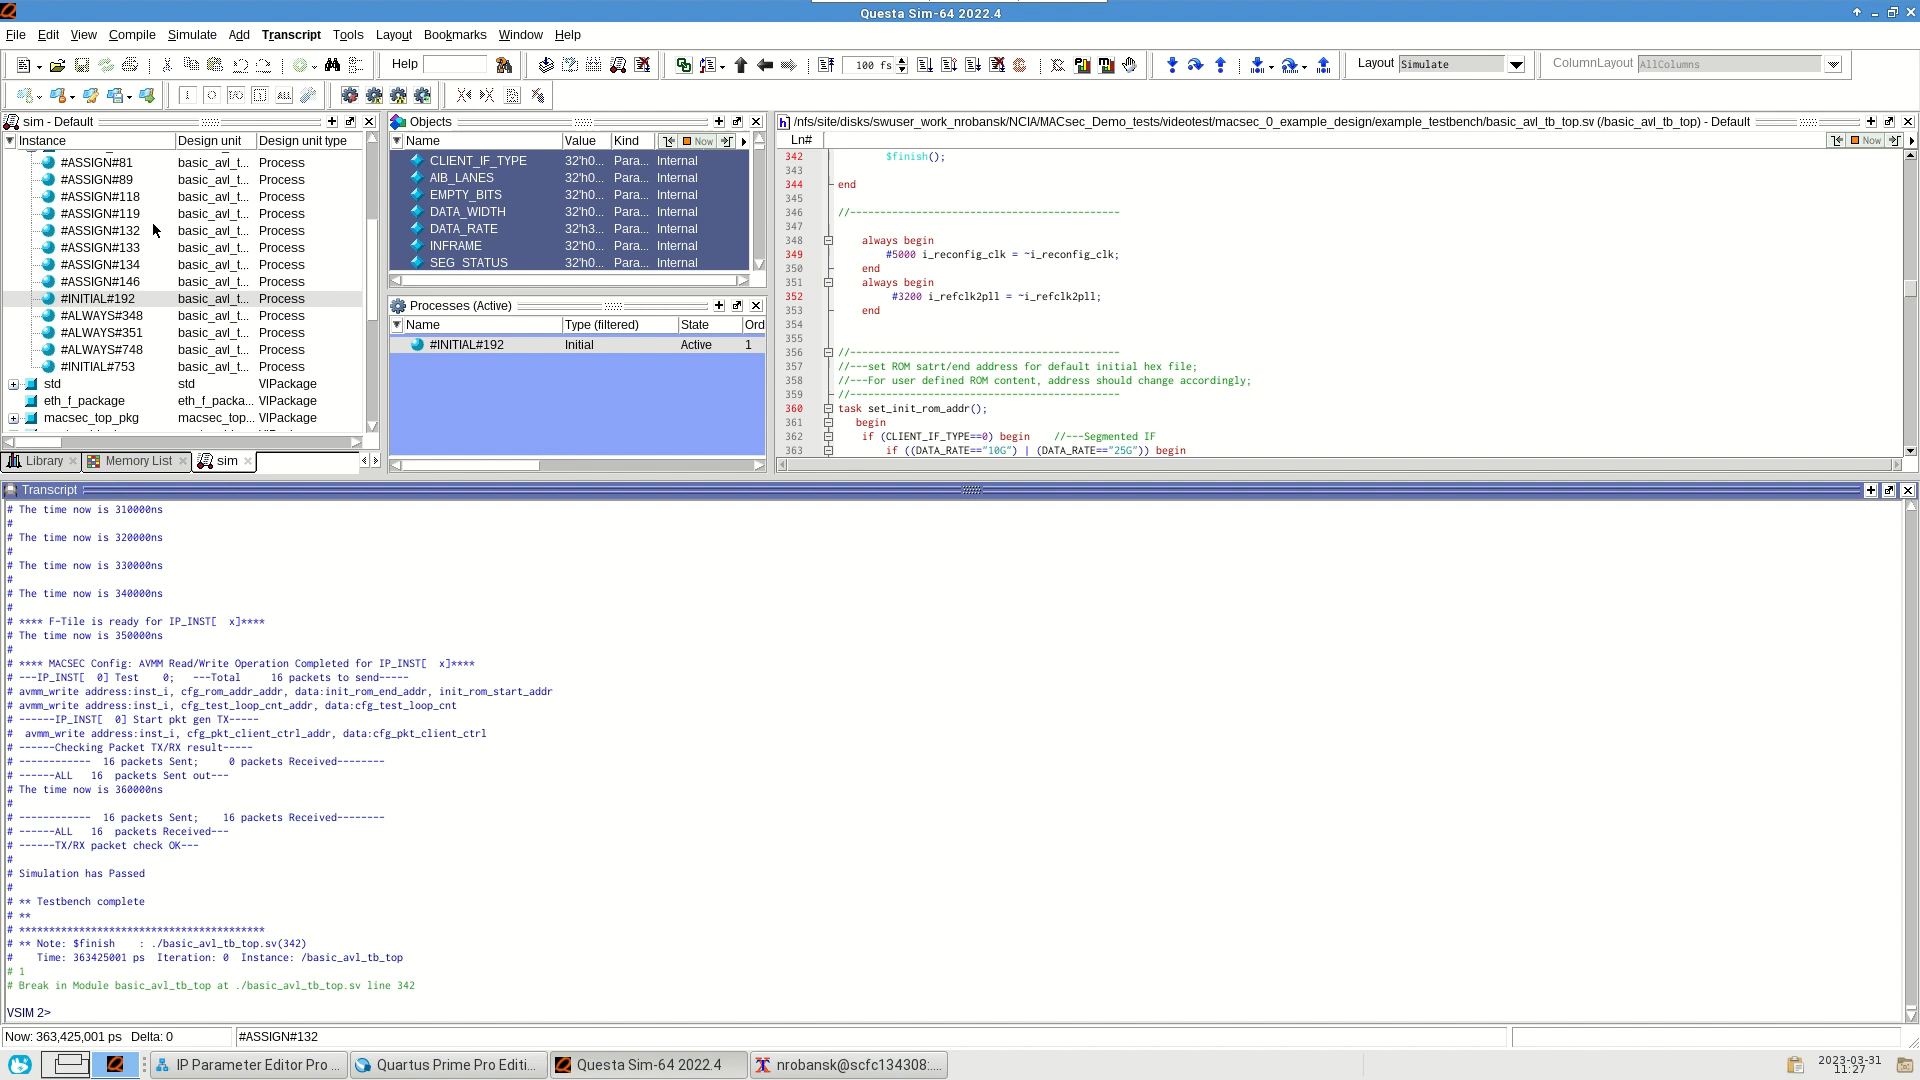 Questa Sim-64 2022.4
File Edit View Compile Simulate Add Transcript Tools Layout Bookmarks Window Help
Help
100 fs
Layout Simulate
ColumnLayout AllColumns
sim - Default
Instance Design unit Design unit type
#ASSIGN#81 basic_avl_t... Process
#ASSIGN#89 basic_avl_t... Process
#ASSIGN#118 basic_avl_t... Process
#ASSIGN#119 basic_avl_t... Process
#ASSIGN#132 basic_avl_t... Process
#ASSIGN#133 basic_avl_t... Process
#ASSIGN#134 basic_avl_t... Process
#ASSIGN#146 basic_avl_t... Process
#INITIAL#192 basic_avl_t... Process
#ALWAYS#348 basic_avl_t... Process
#ALWAYS#351 basic_avl_t... Process
#ALWAYS#748 basic_avl_t... Process
#INITIAL#753 basic_avl_t... Process
std std VIPackage
eth_f_package eth_f_packa... VIPackage
macsec_top_pkg macsec_top... VIPackage
Library Memory List sim
Objects
Name Value Kind Now
CLIENT_IF_TYPE 32'h0... Para... Internal
AIB_LANES 32'h0... Para... Internal
EMPTY_BITS 32'h0... Para... Internal
DATA_WIDTH 32'h0... Para... Internal
DATA_RATE 32'h3... Para... Internal
INFRAME 32'h0... Para... Internal
SEG_STATUS 32'h0... Para... Internal
Processes (Active)
Name Type (filtered) State Ord
#INITIAL#192 Initial Active 1
/nfs/site/disks/swuser_work_nrobansk/NCIA/MACsec_Demo_tests/videotest/macsec_0_example_design/example_testbench/basic_avl_tb_top.sv (/basic_avl_tb_top) - Default
Ln# Now
342 $finish();
343
344 end
345
346 //---------------------------------------------
347
348 always begin
349 #5000 i_reconfig_clk = ~i_reconfig_clk;
350 end
351 always begin
352 #3200 i_refclk2pll = ~i_refclk2pll;
353 end
354
355
356 //---------------------------------------------
357 //---set ROM satrt/end address for default initial hex file;
358 //---For user defined ROM content, address should change accordingly;
359 //---------------------------------------------
360 task set_init_rom_addr();
361 begin
362 if (CLIENT_IF_TYPE==0) begin //---Segmented IF
363 if ((DATA_RATE=="10G") | (DATA_RATE=="25G")) begin
Transcript
# The time now is 310000ns
#
# The time now is 320000ns
#
# The time now is 330000ns
#
# The time now is 340000ns
#
# **** F-Tile is ready for IP_INST[  x]****
# The time now is 350000ns
#
# **** MACSEC Config: AVMM Read/Write Operation Completed for IP_INST[  x]****
# ---IP_INST[  0] Test    0;   ---Total     16 packets to send-----
# avmm_write address:inst_i, cfg_rom_addr_addr, data:init_rom_end_addr, init_rom_start_addr
# avmm_write address:inst_i, cfg_test_loop_cnt_addr, data:cfg_test_loop_cnt
# ------IP_INST[  0] Start pkt gen TX-----
#  avmm_write address:inst_i, cfg_pkt_client_ctrl_addr, data:cfg_pkt_client_ctrl
# ------Checking Packet TX/RX result-----
# ------------  16 packets Sent;     0 packets Received--------
# ------ALL   16  packets Sent out---
# The time now is 360000ns
#
# ------------  16 packets Sent;    16 packets Received--------
# ------ALL   16  packets Received---
# ------TX/RX packet check OK---
#
# Simulation has Passed
#
# ** Testbench complete
# **
# *****************************************
# ** Note: $finish    : ./basic_avl_tb_top.sv(342)
#    Time: 363425001 ps  Iteration: 0  Instance: /basic_avl_tb_top
# 1
# Break in Module basic_avl_tb_top at ./basic_avl_tb_top.sv line 342
VSIM 2>
Now: 363,425,001 ps Delta: 0 #ASSIGN#132
IP Parameter Editor Pro ... Quartus Prime Pro Editi... Questa Sim-64 2022.4 nrobansk@scfc134308:.... 2023-03-31
11:27